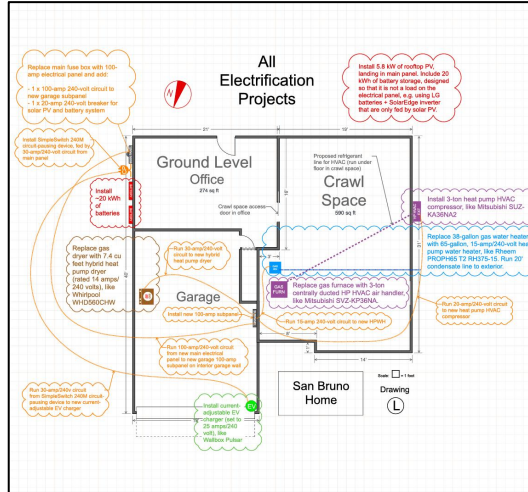 All
Electrification
Projects
Replace main fuse box with 100-
amp electrical panel and add:
- 1 x 100-amp 240-volt circuit to
new garage subpanel
- 1 x 20-amp 240-volt breaker for
solar PV and battery system
N
Install 5.8 kW of rooftop PV,
landing in main panel. Include 20
kWh of battery storage, designed
so that it is not a load on the
electrical panel, e.g. using LG
batteries + SolarEdge inverter
that are only fed by solar PV.
Install SimpleSwitch 240M
circuit-pausing device, fed by
30-amp/240-volt circuit from
main panel
21'
15'
Ground Level
Office
274 sq ft
Proposed refrigerant
line for HVAC (run under
floor in crawl space)
Crawl
Space
590 sq ft
Crawl space access
door in office
Install
~20 kWh of
batteries
Install 3-ton heat pump HVAC
compressor, like Mitsubishi SUZ-
KA36NA2
Replace 38-gallon gas water heater
with 65-gallon, 15-amp/240-volt heat
pump water heater, like Rheem
PROPH65 T2 RH375-15. Run 20'
condensate line to exterior.
Replace gas
dryer with 7.4 cu
feet hybrid heat
pump dryer
(rated 14 amps/
240 volts), like
Whirlpool
WHD560CHW
Run 30-amp/240-volt
circuit to new hybrid
heat pump dryer
3'
GAS
FURN
Replace gas furnace with 3-ton
centrally ducted HP HVAC air handler,
like Mitsubishi SVZ-KP36NA.
Garage
Install new 100-amp subpanel
Run 15-amp/240-volt circuit to new HPWH
Run 20-amp/240-volt circuit
to new heat pump HVAC
compressor
Run 100-amp/240-volt circuit
from new main electrical
panel to new garage 100-amp
subpanel on interior garage wall
14'
Run 30-amp/240v circuit
from SimpleSwitch 240M circuit-
pausing device to new current-
adjustable EV charger
Install current-
adjustable EV
charger (set to
25 amps/240
volt), like
Wallbox Pulsar
EV
San Bruno
Home
Scale: = 1 foot
Drawing
L